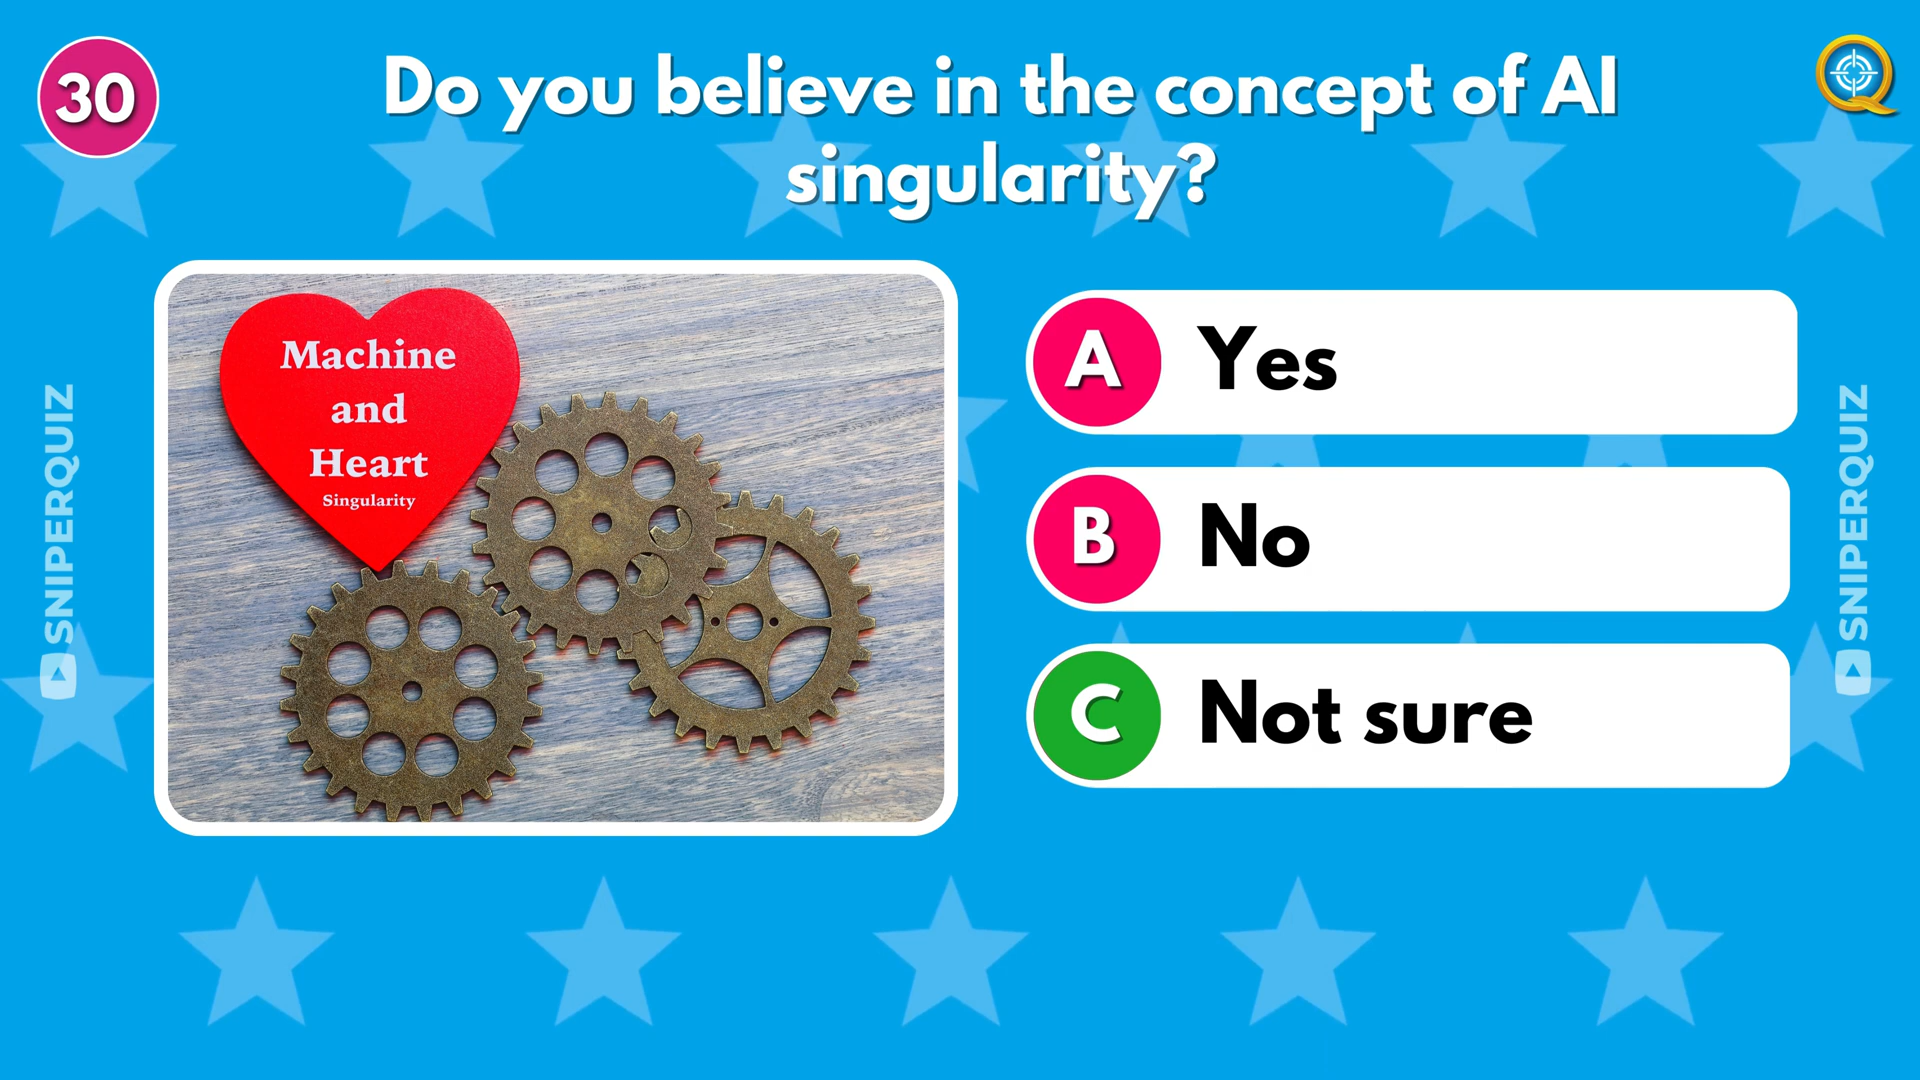 30
Do you believe in the concept of AI
singularity?
Machine
and
Heart
Singularity
A Yes
B No
C Not sure
SNIPERQUIZ
SNIPERQUIZ